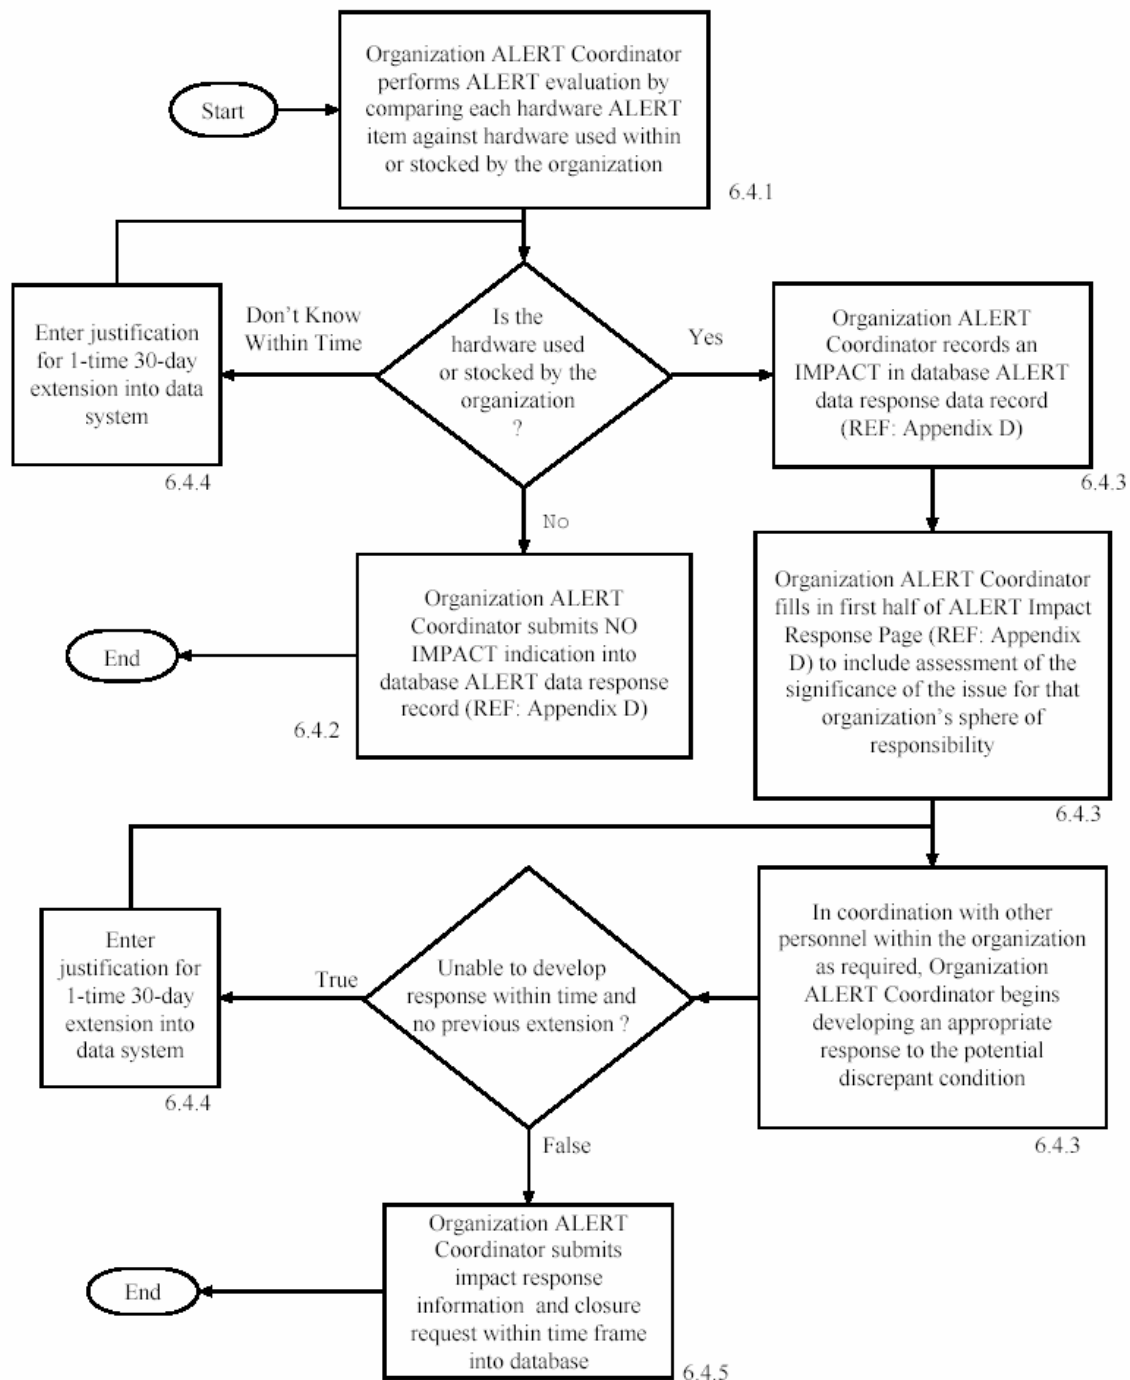 Start
Organization ALERT Coordinator
performs ALERT evaluation by
comparing each hardware ALERT
item against hardware used within
or stocked by the organization
6.4.1
Enter justification
for 1-time 30-day
extension into data
system
6.4.4
Don't Know
Within Time
Is the
hardware used
or stocked by the
organization
?
Yes
Organization ALERT
Coordinator records an
IMPACT in database ALERT
data response data record
(REF: Appendix D)
6.4.3
No
End
Organization ALERT
Coordinator submits NO
IMPACT indication into
database ALERT data response
record (REF: Appendix D)
6.4.2
Organization ALERT Coordinator
fills in first half of ALERT Impact
Response Page (REF: Appendix
D) to include assessment of the
significance of the issue for that
organization's sphere of
responsibility
6.4.3
Enter
justification for
1-time 30-day
extension into
data system
6.4.4
True
Unable to develop
response within time and
no previous extension ?
In coordination with other
personnel within the organization
as required, Organization
ALERT Coordinator begins
developing an appropriate
response to the potential
discrepant condition
6.4.3
False
End
Organization ALERT
Coordinator submits
impact response
information and closure
request within time frame
into database
6.4.5